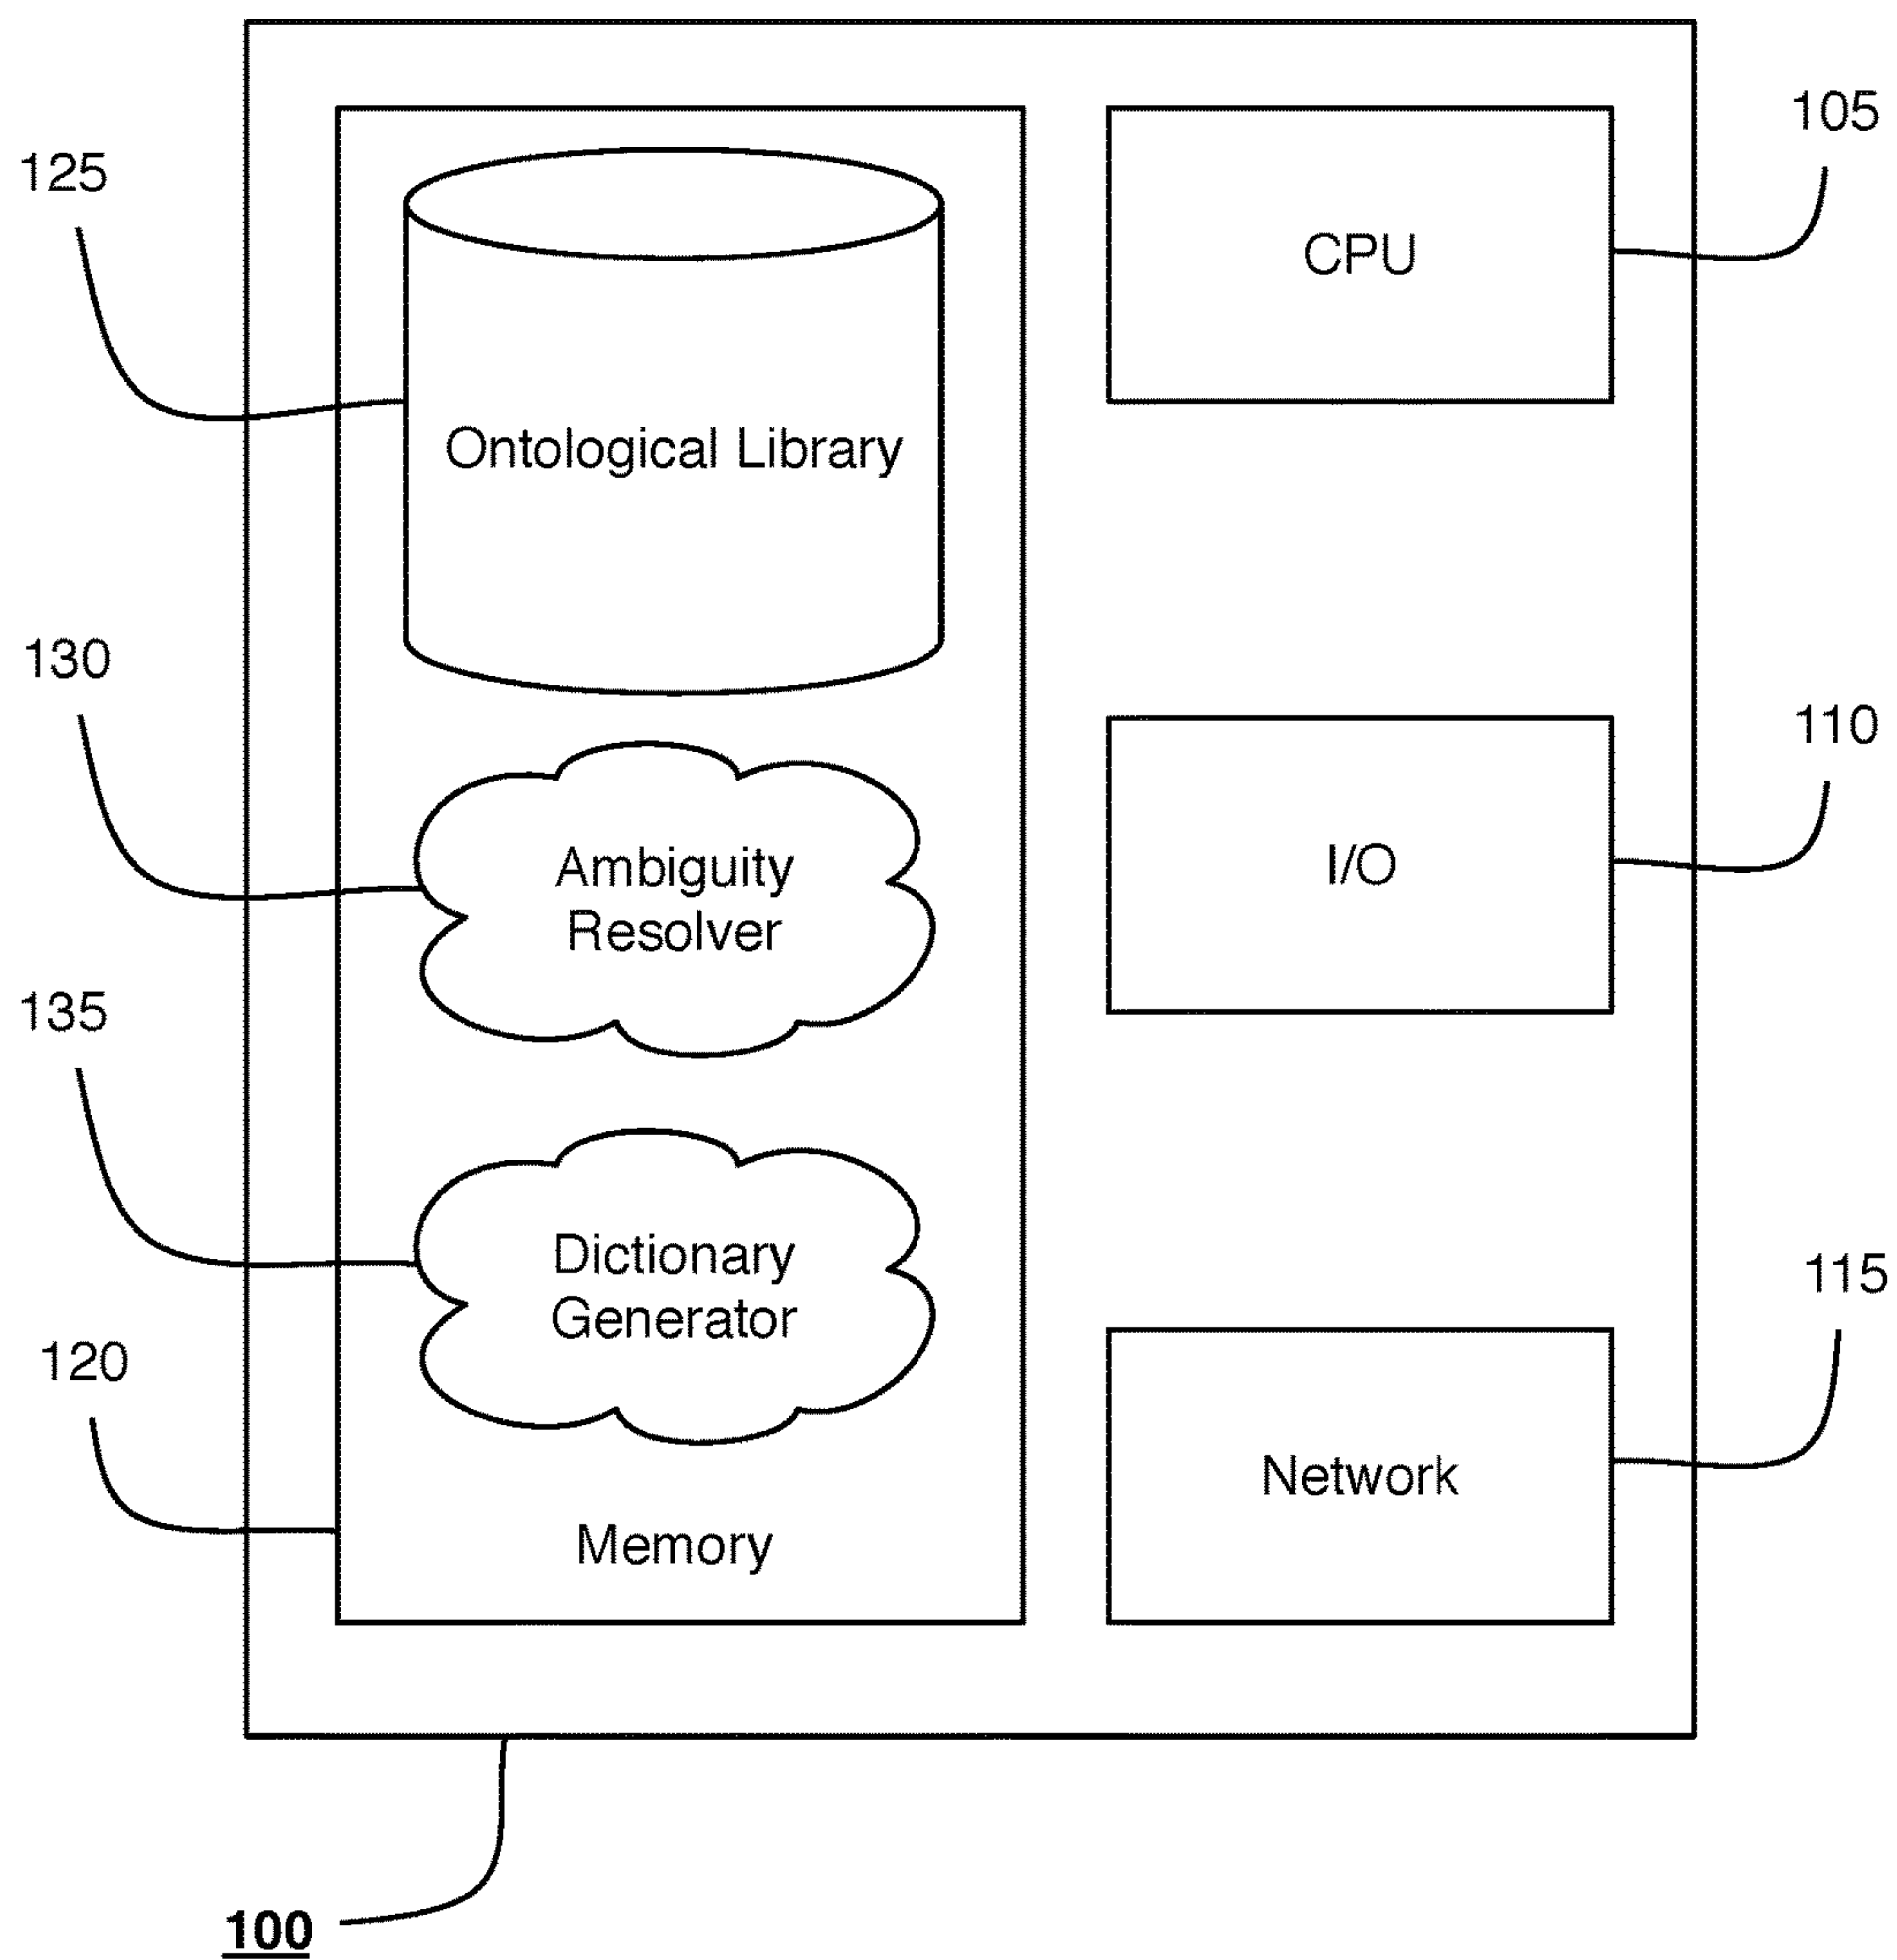 105
125
CPU
Ontological Library
130
110
Ambiguity
Resolver
I/O
135
Dictionary
Generator
115
120
Network
Memory
100